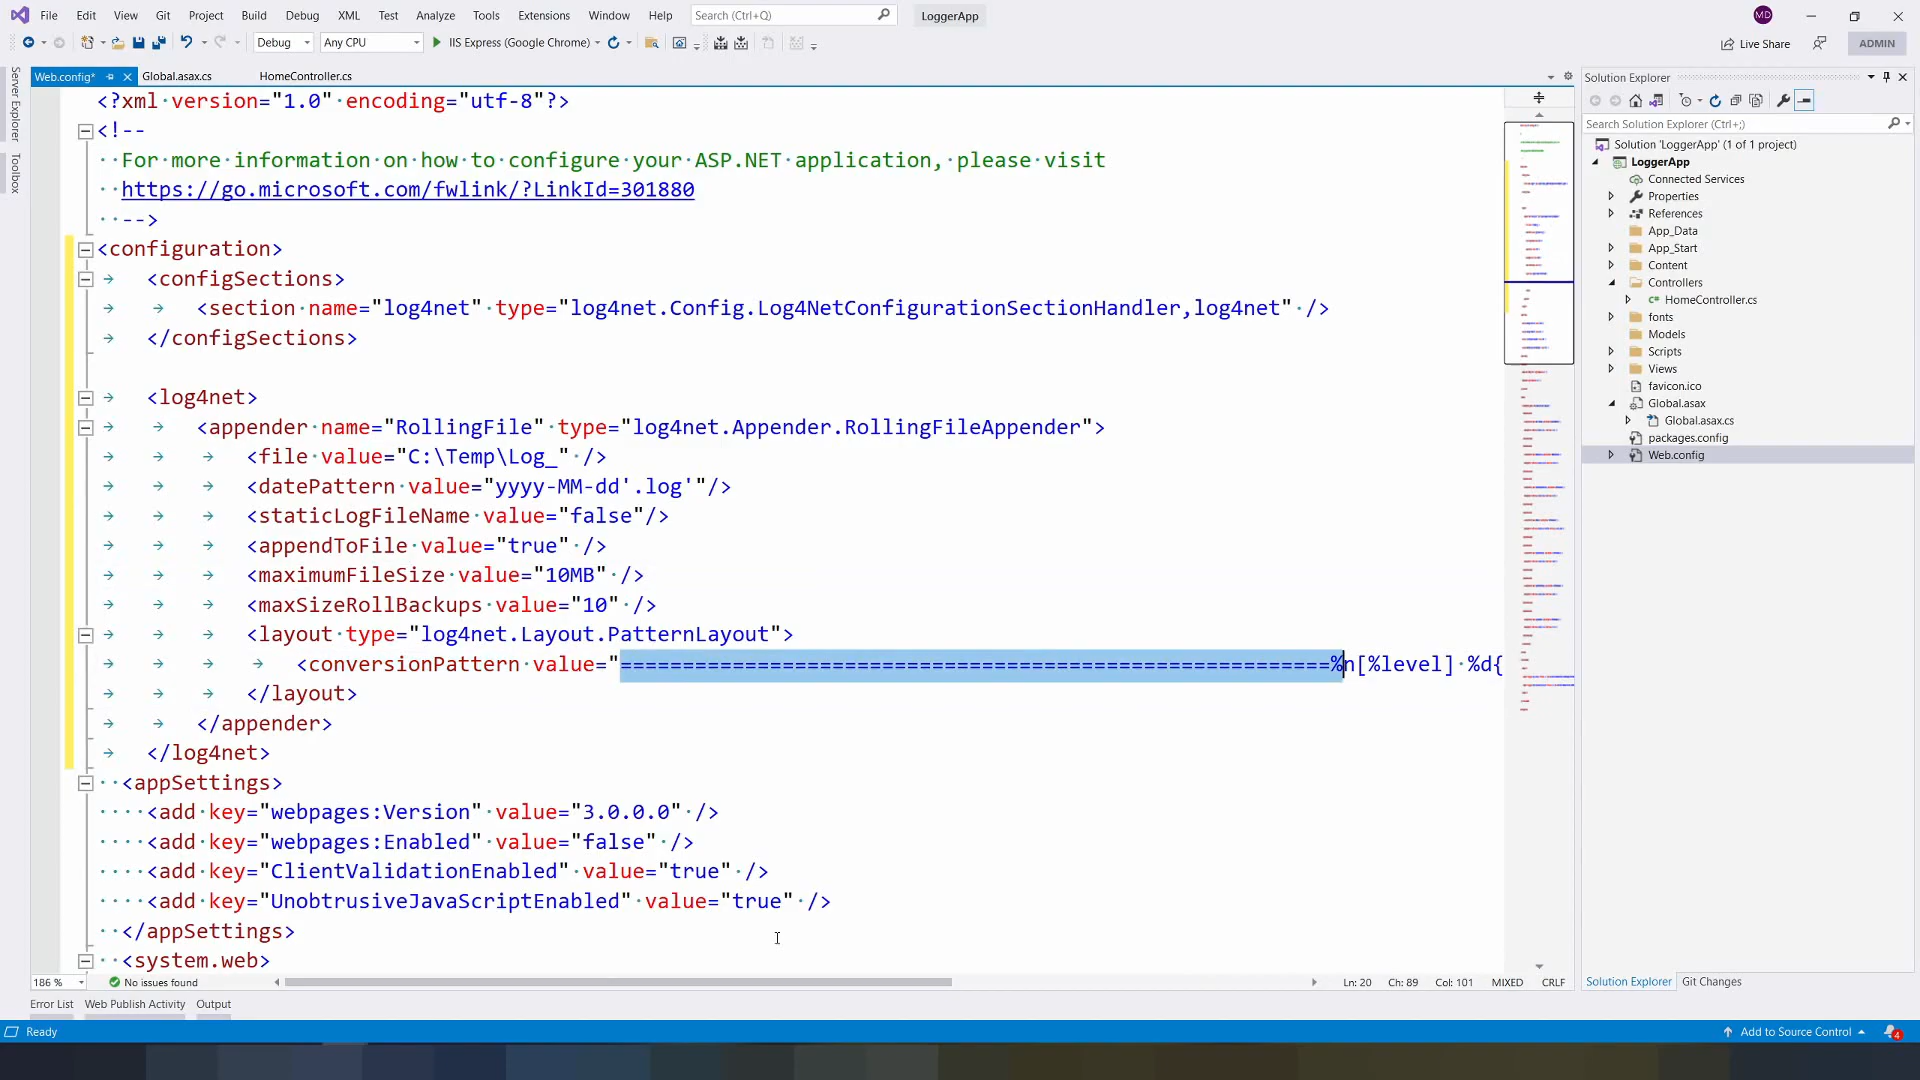 File Edit View Git Project Build Debug XML Test Analyze Tools Extensions Window Help Search (Ctrl+Q) LoggerApp MD
Debug Any CPU IIS Express (Google Chrome) Live Share ADMIN
Server Explorer
Toolbox
Web.config* Global.asax.cs HomeController.cs
<?xml version="1.0" encoding="utf-8"?>
<!--
For more information on how to configure your ASP.NET application, please visit
https://go.microsoft.com/fwlink/?LinkId=301880
-->
<configuration>
<configSections>
<section name="log4net" type="log4net.Config.Log4NetConfigurationSectionHandler,log4net" />
</configSections>
<log4net>
<appender name="RollingFile" type="log4net.Appender.RollingFileAppender">
<file value="C:\Temp\Log_" />
<datePattern value="yyyy-MM-dd'.log'"/>
<staticLogFileName value="false"/>
<appendToFile value="true" />
<maximumFileSize value="10MB" />
<maxSizeRollBackups value="10" />
<layout type="log4net.Layout.PatternLayout">
<conversionPattern value="=========================================================%n[%level] %d{
</layout>
</appender>
</log4net>
<appSettings>
<add key="webpages:Version" value="3.0.0.0" />
<add key="webpages:Enabled" value="false" />
<add key="ClientValidationEnabled" value="true" />
<add key="UnobtrusiveJavaScriptEnabled" value="true" />
</appSettings>
<system.web>
186 % No issues found Ln: 20 Ch: 89 Col: 101 MIXED CRLF
Error List Web Publish Activity Output
Ready Add to Source Control 4
Solution Explorer
Search Solution Explorer (Ctrl+;)
Solution 'LoggerApp' (1 of 1 project)
LoggerApp
Connected Services
Properties
References
App_Data
App_Start
Content
Controllers
C# HomeController.cs
fonts
Models
Scripts
Views
favicon.ico
Global.asax
Global.asax.cs
packages.config
Web.config
Solution Explorer Git Changes